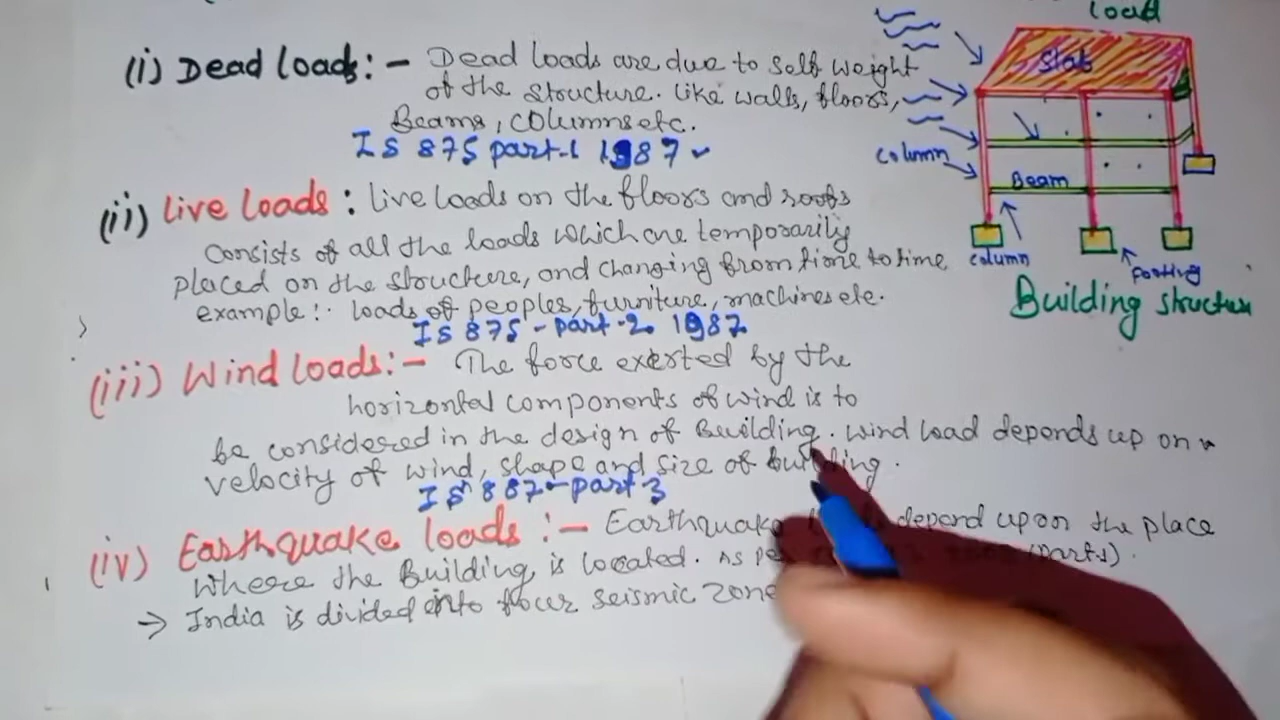 load
(i) Dead loads:- Dead loads are due to self weight
of the structure. like walls, floors,
Beams, columns etc.
IS 875 part-1 1987
(ii) live loads: live loads on the floors and roofs
consists of all the loads which are temporarily
placed on the structure, and changing from time to time
example:. loads of peoples, furniture, machines etc.
IS 875 - part-2. 1987
(iii) Wind loads:- The force exerted by the
horizontal components of wind is to
be considered in the design of Building. wind load depends up on
velocity of wind, shape and size of building.
IS 887 - part 3
(iv) Earthquake loads:- Earthquake depend upon the place
where the Building is located. As per (part 1).
→ India is divided into four seismic zone
Slab
column
Beam
column
footing
Building structure